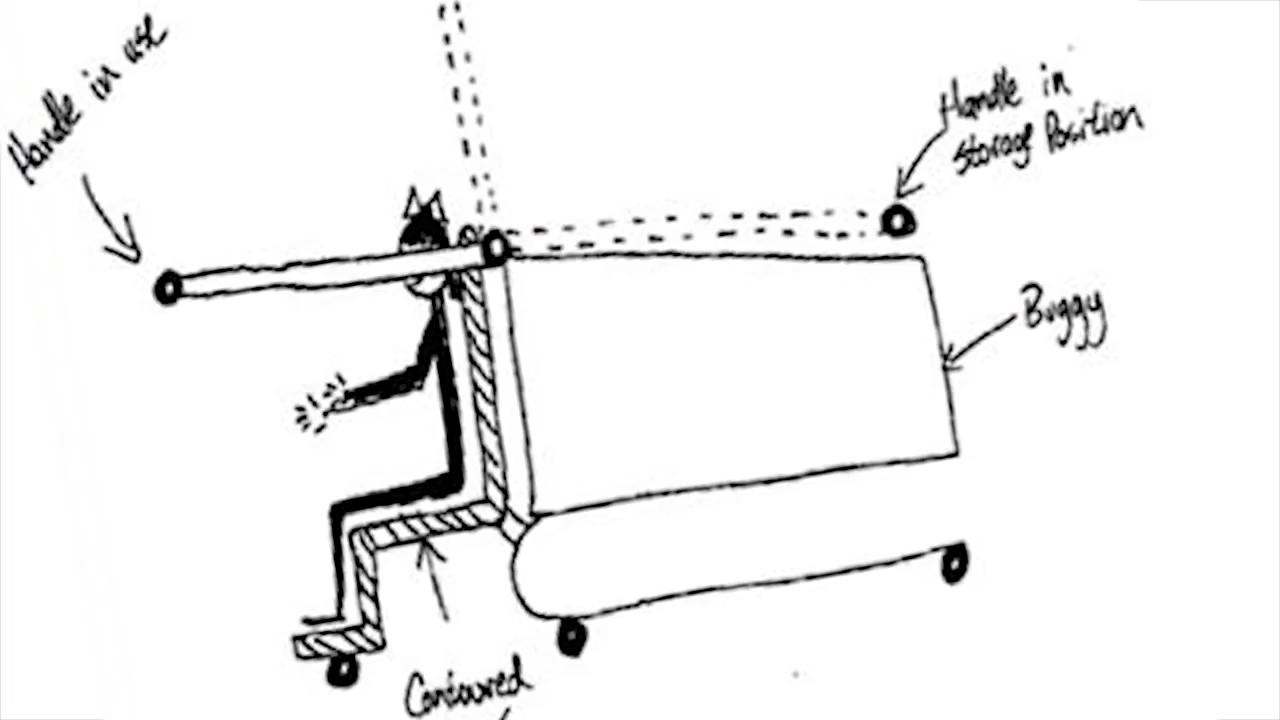 Handle in use
Handle in
Storage Position
Buggy
Contoured